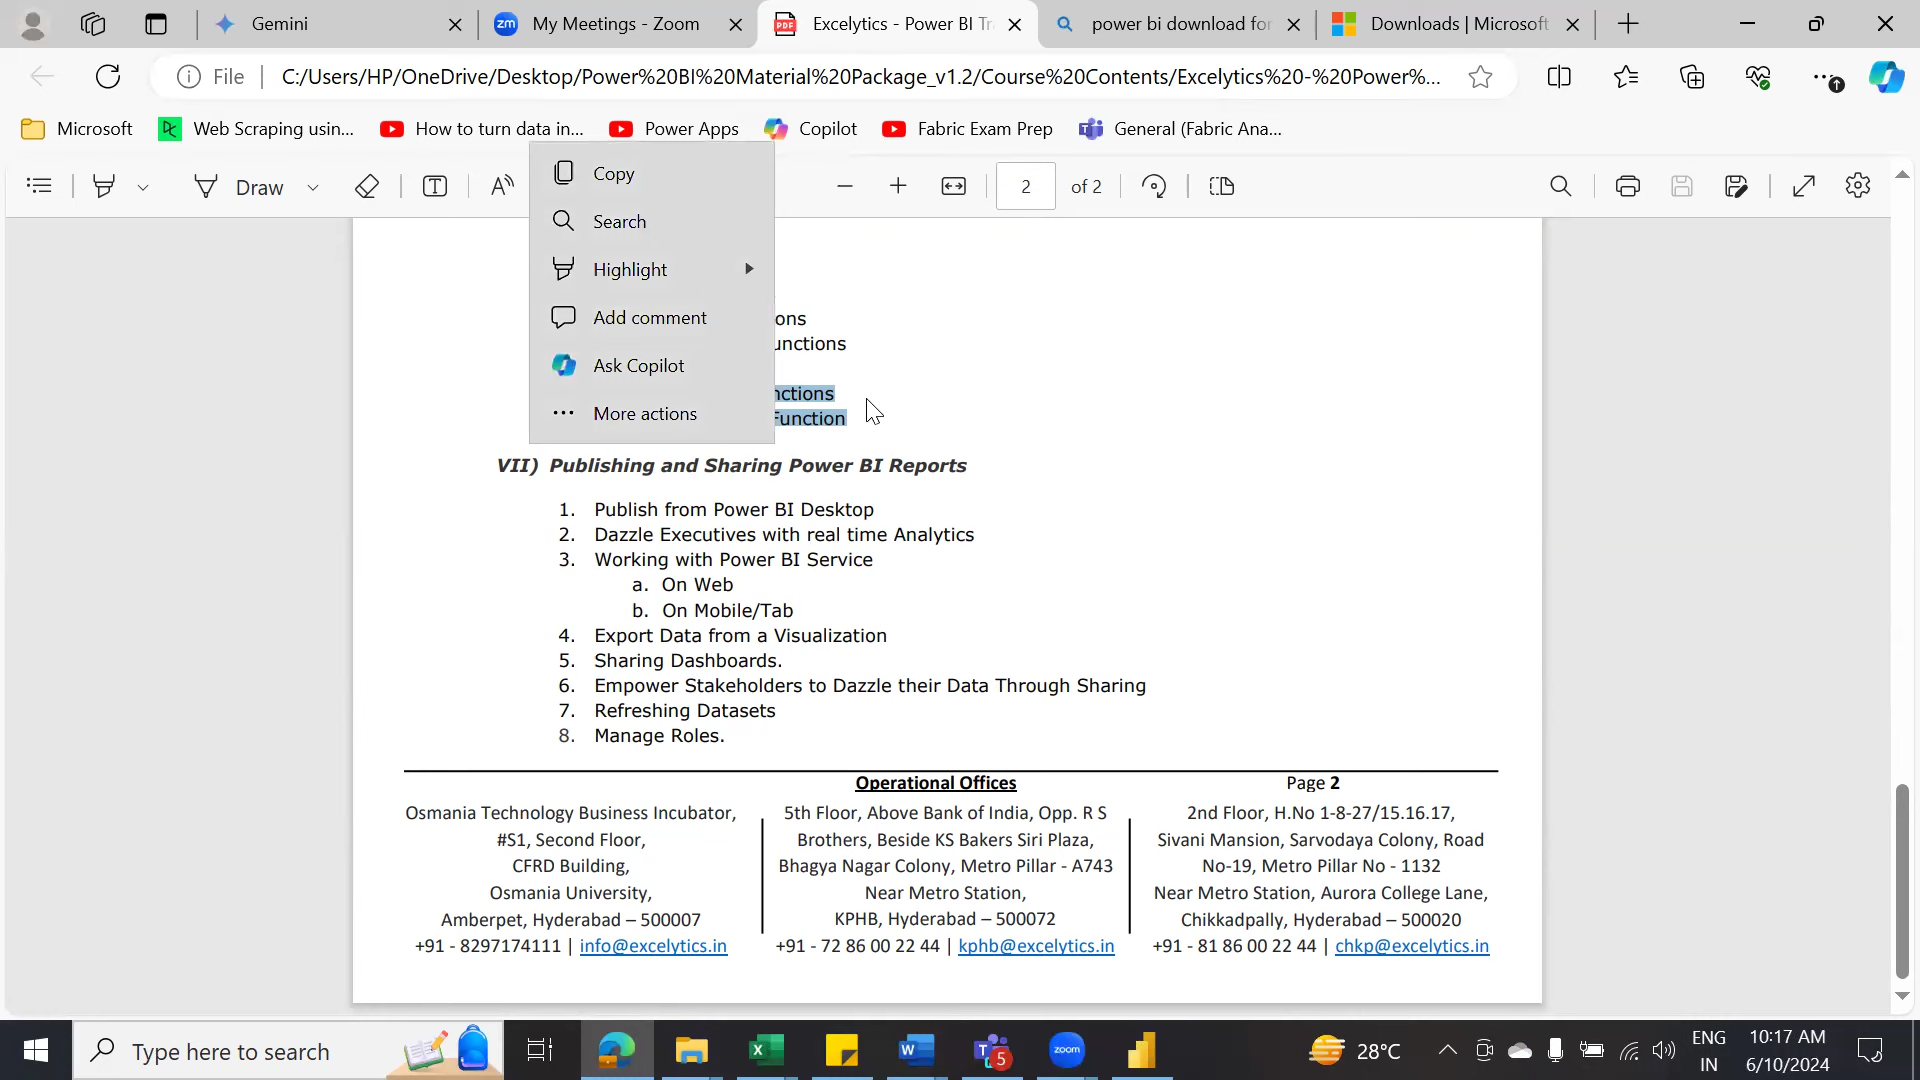 Gemini
My Meetings - Zoom
Excelytics - Power BI Tr
power bi download for
Downloads | Microsoft
File
C:/Users/HP/OneDrive/Desktop/Power%20BI%20Material%20Package_v1.2/Course%20Contents/Excelytics%20-%20Power%...
Microsoft
Web Scraping usin...
How to turn data in...
Power Apps
Copilot
Fabric Exam Prep
General (Fabric Ana...
Draw
2 of 2
Copy
Search
Highlight
Add comment
Ask Copilot
More actions
ons
unctions
nctions
Function
VII) Publishing and Sharing Power BI Reports
1. Publish from Power BI Desktop
2. Dazzle Executives with real time Analytics
3. Working with Power BI Service
a. On Web
b. On Mobile/Tab
4. Export Data from a Visualization
5. Sharing Dashboards.
6. Empower Stakeholders to Dazzle their Data Through Sharing
7. Refreshing Datasets
8. Manage Roles.
Operational Offices
Page 2
Osmania Technology Business Incubator,
#S1, Second Floor,
CFRD Building,
Osmania University,
Amberpet, Hyderabad – 500007
+91 - 8297174111 | info@excelytics.in
5th Floor, Above Bank of India, Opp. R S
Brothers, Beside KS Bakers Siri Plaza,
Bhagya Nagar Colony, Metro Pillar - A743
Near Metro Station,
KPHB, Hyderabad – 500072
+91 - 72 86 00 22 44 | kphb@excelytics.in
2nd Floor, H.No 1-8-27/15.16.17,
Sivani Mansion, Sarvodaya Colony, Road
No-19, Metro Pillar No - 1132
Near Metro Station, Aurora College Lane,
Chikkadpally, Hyderabad – 500020
+91 - 81 86 00 22 44 | chkp@excelytics.in
Type here to search
5
zoom
28°C
ENG
IN
10:17 AM
6/10/2024